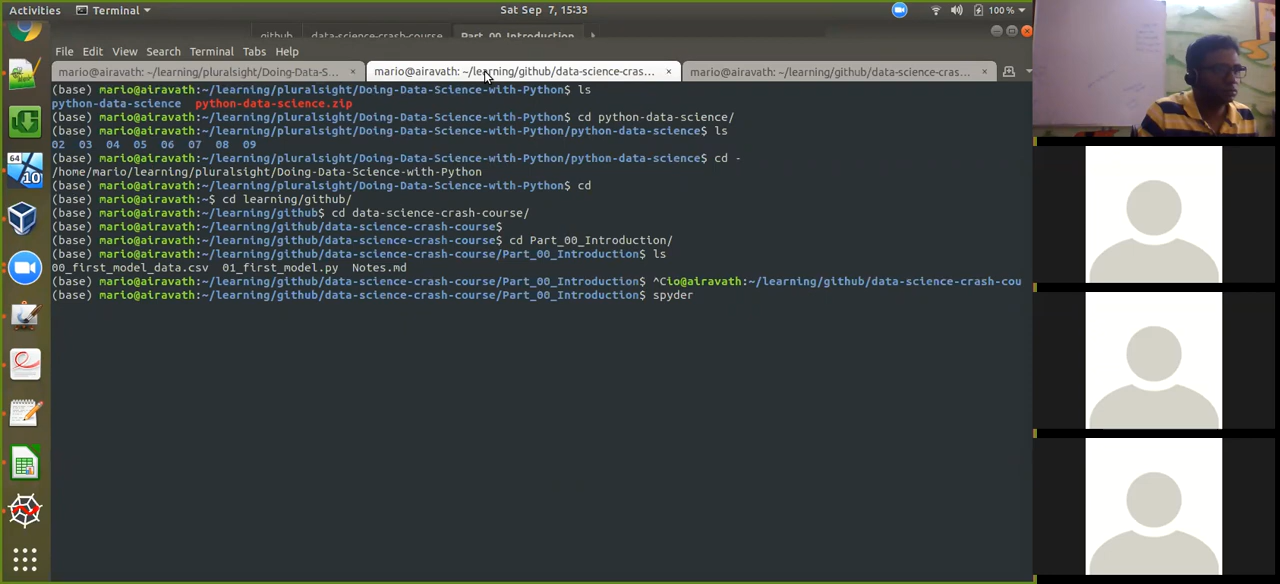 Activities Terminal Sat Sep 7, 15:33 100 %
github data-science-crash-course Part_00_Introduction
File Edit View Search Terminal Tabs Help
mario@airavath: ~/learning/pluralsight/Doing-Data-S... × mario@airavath: ~/learning/github/data-science-cras... × mario@airavath: ~/learning/github/data-science-cras... ×
(base) mario@airavath:~/learning/pluralsight/Doing-Data-Science-with-Python$ ls
python-data-science python-data-science.zip
(base) mario@airavath:~/learning/pluralsight/Doing-Data-Science-with-Python$ cd python-data-science/
(base) mario@airavath:~/learning/pluralsight/Doing-Data-Science-with-Python/python-data-science$ ls
02 03 04 05 06 07 08 09
(base) mario@airavath:~/learning/pluralsight/Doing-Data-Science-with-Python/python-data-science$ cd -
/home/mario/learning/pluralsight/Doing-Data-Science-with-Python
(base) mario@airavath:~/learning/pluralsight/Doing-Data-Science-with-Python$ cd
(base) mario@airavath:~$ cd learning/github/
(base) mario@airavath:~/learning/github$ cd data-science-crash-course/
(base) mario@airavath:~/learning/github/data-science-crash-course$
(base) mario@airavath:~/learning/github/data-science-crash-course$ cd Part_00_Introduction/
(base) mario@airavath:~/learning/github/data-science-crash-course/Part_00_Introduction$ ls
00_first_model_data.csv 01_first_model.py Notes.md
(base) mario@airavath:~/learning/github/data-science-crash-course/Part_00_Introduction$ ^Cio@airavath:~/learning/github/data-science-crash-cou
(base) mario@airavath:~/learning/github/data-science-crash-course/Part_00_Introduction$ spyder
64
10